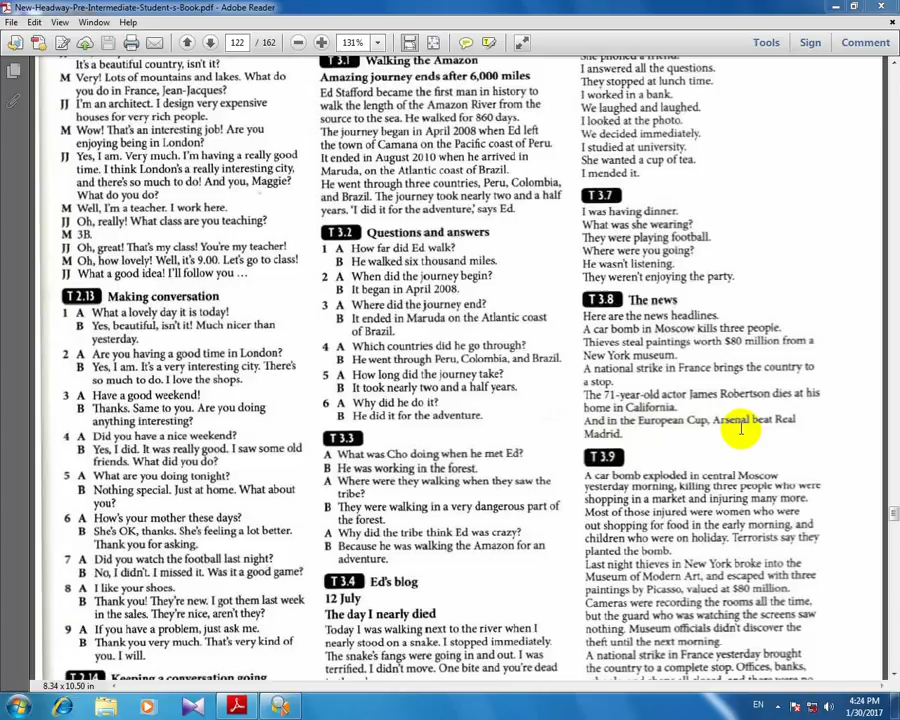 New-Headway-Pre-Intermediate-Student-s-Book.pdf - Adobe Reader
File Edit View Window Help
122 / 162
131%
Tools
Sign
Comment
It's a beautiful country, isn't it?
M Very! Lots of mountains and lakes. What do
you do in France, Jean-Jacques?
JJ I'm an architect. I design very expensive
houses for very rich people.
M Wow! That's an interesting job! Are you
enjoying being in London?
JJ Yes, I am. Very much. I'm having a really good
time. I think London's a really interesting city,
and there's so much to do! And you, Maggie?
What do you do?
M Well, I'm a teacher. I work here.
JJ Oh, really! What class are you teaching?
M 3B.
JJ Oh, great! That's my class! You're my teacher!
M Oh, how lovely! Well, it's 9.00. Let's go to class!
JJ What a good idea! I'll follow you …
T 2.13 Making conversation
1 A What a lovely day it is today!
B Yes, beautiful, isn't it! Much nicer than
yesterday.
2 A Are you having a good time in London?
B Yes, I am. It's a very interesting city. There's
so much to do. I love the shops.
3 A Have a good weekend!
B Thanks. Same to you. Are you doing
anything interesting?
4 A Did you have a nice weekend?
B Yes, I did. It was really good. I saw some old
friends. What did you do?
5 A What are you doing tonight?
B Nothing special. Just at home. What about
you?
6 A How's your mother these days?
B She's OK, thanks. She's feeling a lot better.
Thank you for asking.
7 A Did you watch the football last night?
B No, I didn't. I missed it. Was it a good game?
8 A I like your shoes.
B Thank you! They're new. I got them last week
in the sales. They're nice, aren't they?
9 A If you have a problem, just ask me.
B Thank you very much. That's very kind of
you. I will.
T 2.14 Keeping a conversation going
T 3.1 Walking the Amazon
Amazing journey ends after 6,000 miles
Ed Stafford became the first man in history to
walk the length of the Amazon River from the
source to the sea. He walked for 860 days.
The journey began in April 2008 when Ed left
the town of Camana on the Pacific coast of Peru.
It ended in August 2010 when he arrived in
Maruda, on the Atlantic coast of Brazil.
He went through three countries, Peru, Colombia,
and Brazil. The journey took nearly two and a half
years. 'I did it for the adventure,' says Ed.
T 3.2 Questions and answers
1 A How far did Ed walk?
B He walked six thousand miles.
2 A When did the journey begin?
B It began in April 2008.
3 A Where did the journey end?
B It ended in Maruda on the Atlantic coast
of Brazil.
4 A Which countries did he go through?
B He went through Peru, Colombia, and Brazil.
5 A How long did the journey take?
B It took nearly two and a half years.
6 A Why did he do it?
B He did it for the adventure.
T 3.3
A What was Cho doing when he met Ed?
B He was working in the forest.
A Where were they walking when they saw the
tribe?
B They were walking in a very dangerous part of
the forest.
A Why did the tribe think Ed was crazy?
B Because he was walking the Amazon for an
adventure.
T 3.4 Ed's blog
12 July
The day I nearly died
Today I was walking next to the river when I
nearly stood on a snake. I stopped immediately.
The snake's fangs were going in and out. I was
terrified. I didn't move. One bite and you're dead
She phoned a friend.
I answered all the questions.
They stopped at lunch time.
I worked in a bank.
We laughed and laughed.
I looked at the photo.
We decided immediately.
I studied at university.
She wanted a cup of tea.
I mended it.
T 3.7
I was having dinner.
What was she wearing?
They were playing football.
Where were you going?
He wasn't listening.
They weren't enjoying the party.
T 3.8 The news
Here are the news headlines.
A car bomb in Moscow kills three people.
Thieves steal paintings worth $80 million from a
New York museum.
A national strike in France brings the country to
a stop.
The 71-year-old actor James Robertson dies at his
home in California.
And in the European Cup, Arsenal beat Real
Madrid.
T 3.9
A car bomb exploded in central Moscow
yesterday morning, killing three people who were
shopping in a market and injuring many more.
Most of those injured were women who were
out shopping for food in the early morning, and
children who were on holiday. Terrorists say they
planted the bomb.
Last night thieves in New York broke into the
Museum of Modern Art, and escaped with three
paintings by Picasso, valued at $80 million.
Cameras were recording the rooms all the time,
but the guard who was watching the screens saw
nothing. Museum officials didn't discover the
theft until the next morning.
A national strike in France yesterday brought
the country to a complete stop. Offices, banks,
8.34 x 10.50 in
EN
4:24 PM
1/30/2017